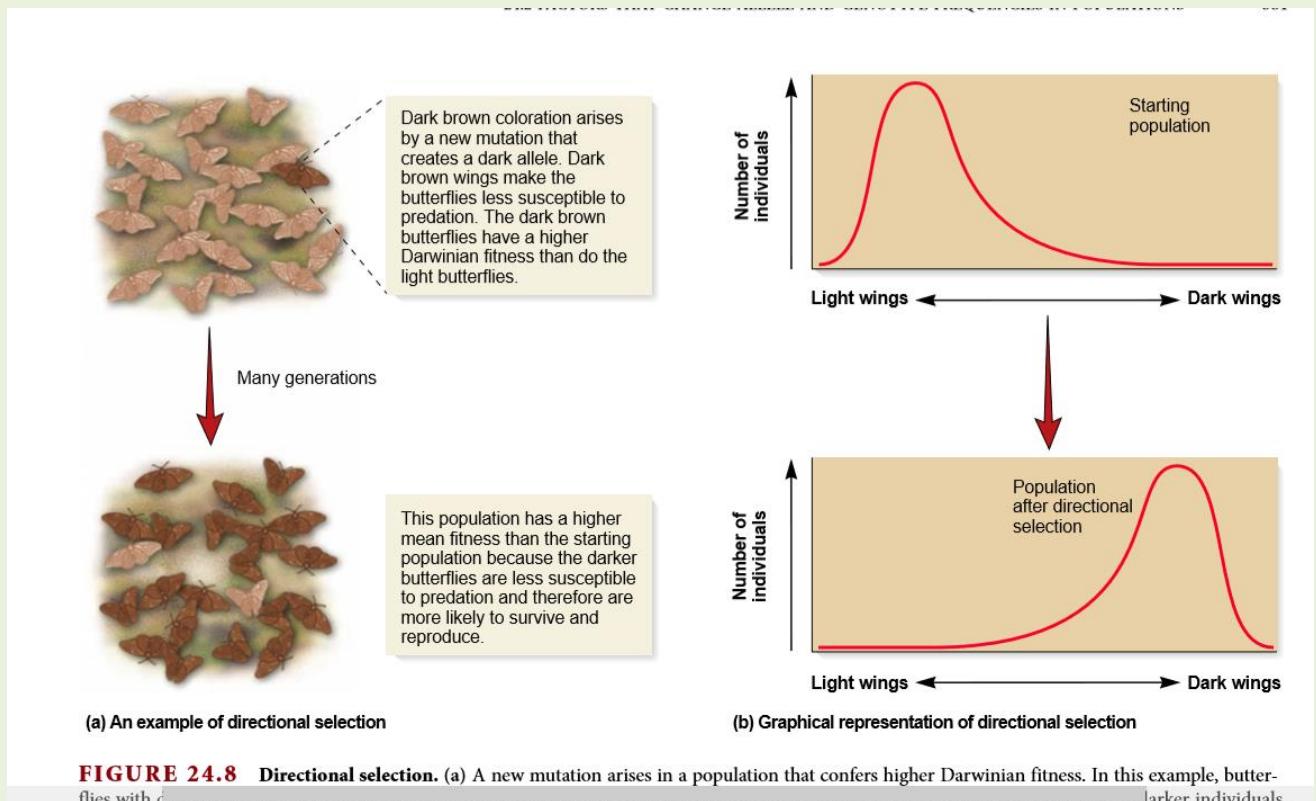 Dark brown coloration arises
by a new mutation that
creates a dark allele. Dark
brown wings make the
butterflies less susceptible to
predation. The dark brown
butterflies have a higher
Darwinian fitness than do the
light butterflies.
Many generations
This population has a higher
mean fitness than the starting
population because the darker
butterflies are less susceptible
to predation and therefore are
more likely to survive and
reproduce.
(a) An example of directional selection
Number of
individuals
Starting
population
Light wings
Dark wings
Number of
individuals
Population
after directional
selection
Light wings
Dark wings
(b) Graphical representation of directional selection
FIGURE 24.8 Directional selection. (a) A new mutation arises in a population that confers higher Darwinian fitness. In this example, butter-
flies with